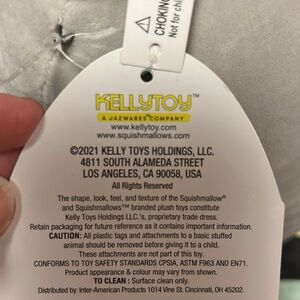 CHOKING
Not for chi
KELLYTOY™
A JAZWARES COMPANY
www.kellytoy.com
www.squishmallows.com
©2021 KELLY TOYS HOLDINGS, LLC.
4811 SOUTH ALAMEDA STREET
LOS ANGELES, CA 90058, USA
All Rights Reserved
The shape, look, feel, and texture of the Squishmallow®
and Squishmallows™ branded plush toys constitute
Kelly Toys Holdings LLC.'s, proprietary trade dress.
Retain packaging for future reference as it contains important information.
CAUTION: All plastic tags and attachments to a basic stuffed
animal should be removed before giving it to a child.
These attachments are not part of this toy.
CONFORMS TO TOY SAFETY STANDARDS CPSIA, ASTM F963 AND EN71.
Product appearance & colour may vary from shown.
TO CLEAN : Surface clean only.
Distributed by: Inter-American Products 1014 Vine St. Cincinnati, OH 45202.